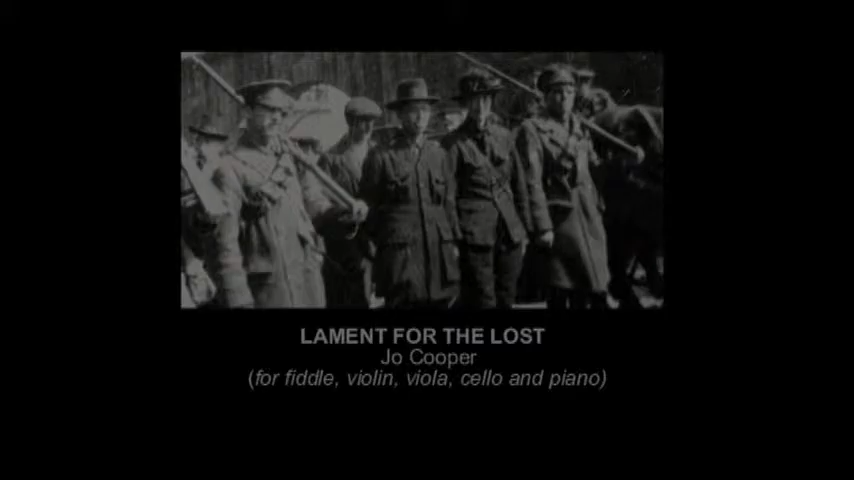 LAMENT FOR THE LOST
Jo Cooper
(for fiddle, violin, viola, cello and piano)